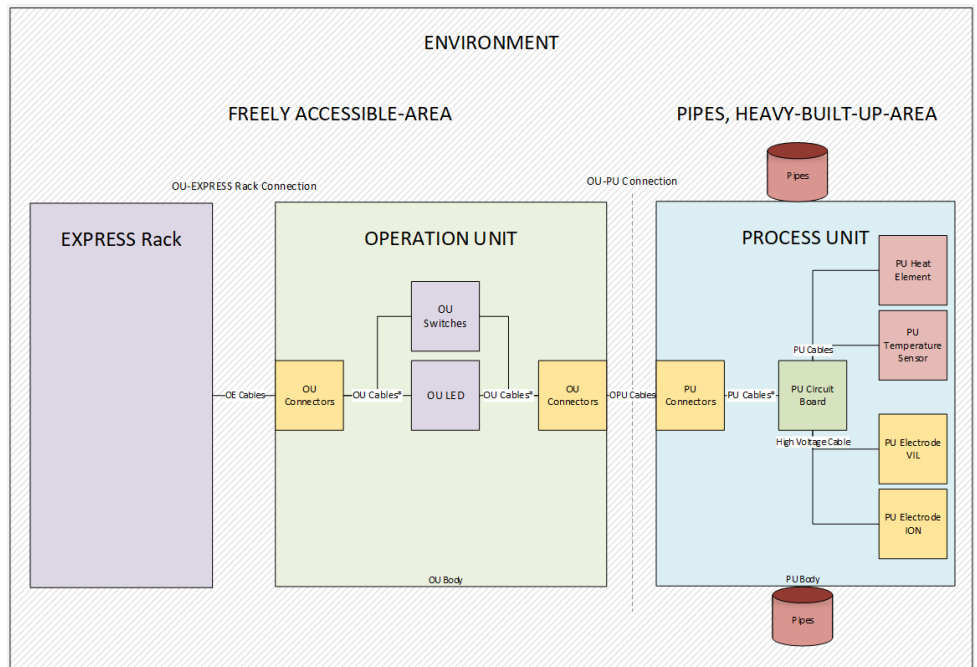 ENVIRONMENT
FREELY ACCESSIBLE-AREA
PIPES, HEAVY-BUILT-UP-AREA
Pipes
OU-EXPRESS Rack Connection
OU-PU Connection
EXPRESS Rack
OPERATION UNIT
PROCESS UNIT
PU Heat
Element
OU
Switches
PU
Temperature
Sensor
PU Cables
OE Cables
OU
Connectors
OU Cables*
OU LED
OU Cables*
OU
Connectors
OPU Cables
PU
Connectors
PU Cables*
PU Circuit
Board
High Voltage Cable
PU Electrode
VIL
PU Electrode
iON
OU Body
PU Body
Pipes